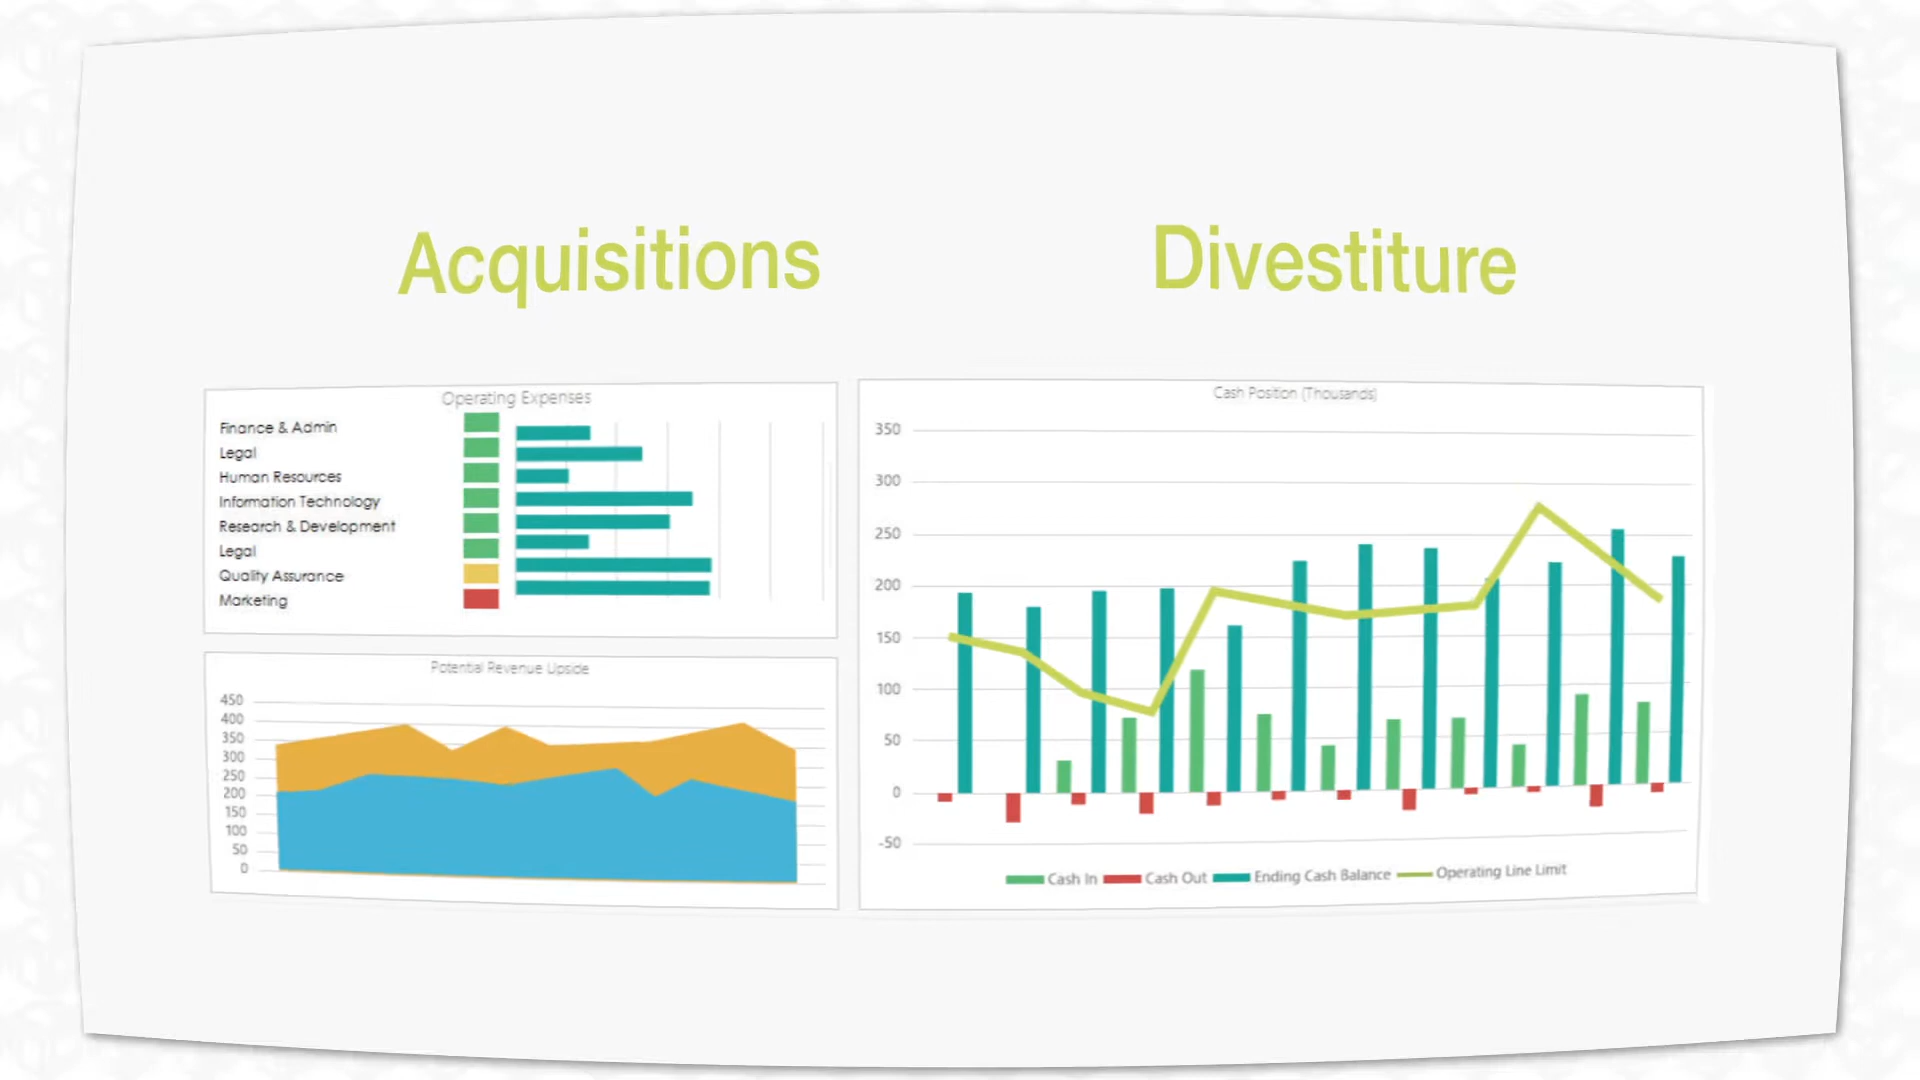 Acquisitions
Divestiture
Operating Expenses
Finance & Admin
Legal
Human Resources
Information Technology
Research & Development
Legal
Quality Assurance
Marketing
Potential Revenue Upside
450
400
350
300
250
200
150
100
50
0
Cash Position (Thousands)
350
300
250
200
150
100
50
0
-50
Cash In Cash Out Ending Cash Balance Operating Line Limit